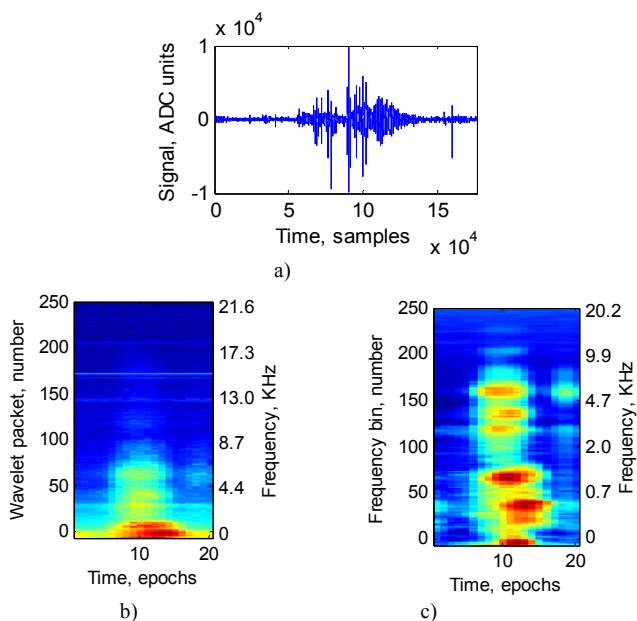 x 10^4
1
0
-1
Signal, ADC units
0 5 10 15
Time, samples
x 10^4
a)
250
200
150
100
50
0
Wavelet packet, number
21.6
17.3
13.0
8.7
4.4
0
Frequency, KHz
10 20
Time, epochs
b)
250
200
150
100
50
0
Frequency bin, number
20.2
9.9
4.7
2.0
0.7
0
Frequency, KHz
10 20
Time, epochs
c)